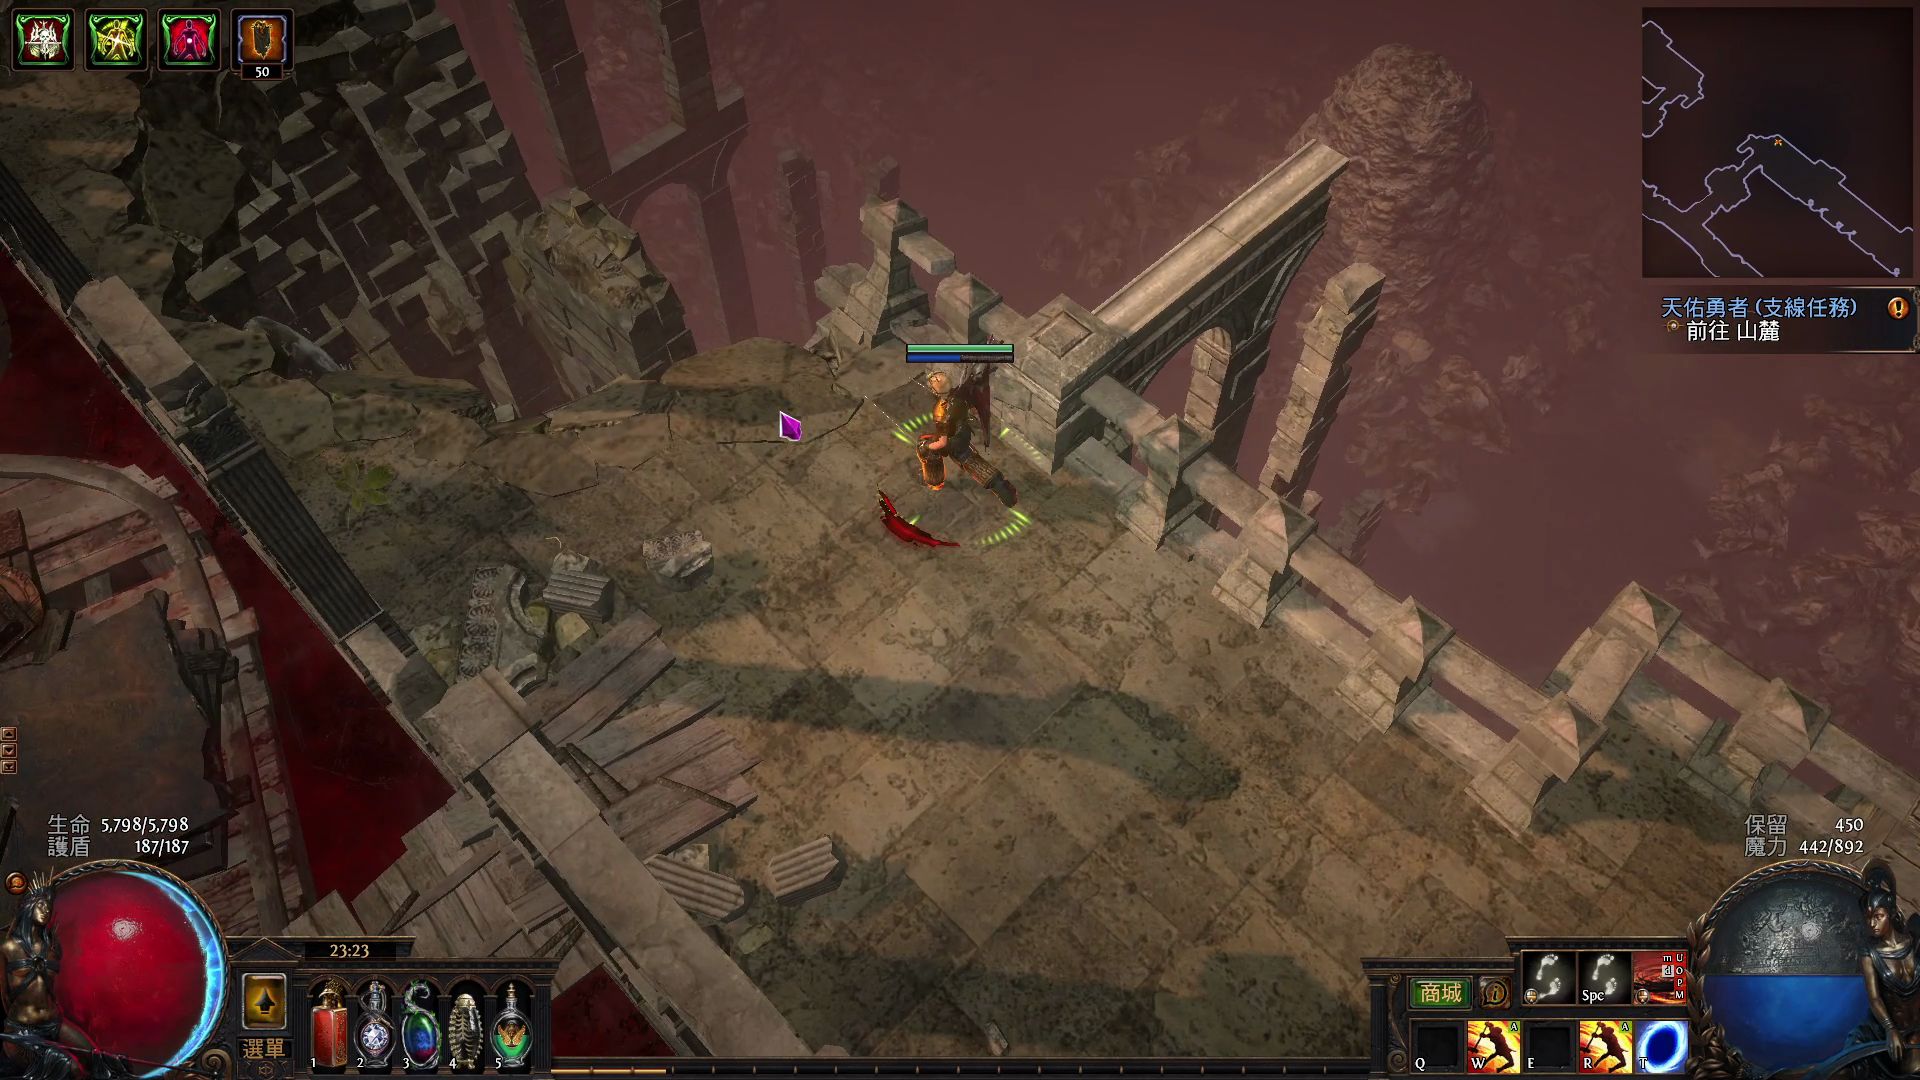 50
天佑勇者 (支線任務)
前往 山麓
生命 5,798/5,798
護盾 187/187
保留 450
魔力 442/892
23:23
選單
1
2
3
4
5
商城
Spc
m U
d O
P
M
Q
W
A
E
R
A
T